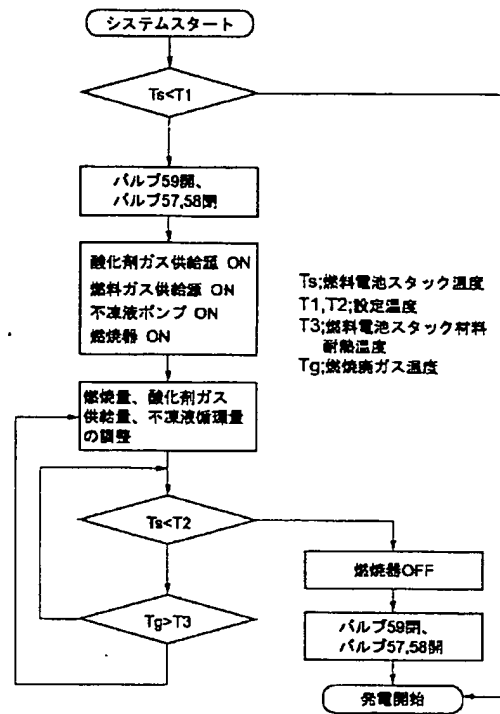 システムスタート
Ts<T1
バルブ59開、
バルブ57,58閉
酸化剤ガス供給源 ON
燃料ガス供給源 ON
不凍液ポンプ ON
燃焼器 ON
Ts;燃料電池スタック温度
T1,T2;設定温度
T3;燃料電池スタック材料
耐熱温度
Tg;燃焼廃ガス温度
燃焼量、酸化剤ガス
供給量、不凍液循環量
の調整
Ts<T2
Tg>T3
燃焼器OFF
バルブ59閉、
バルブ57,58開
発電開始